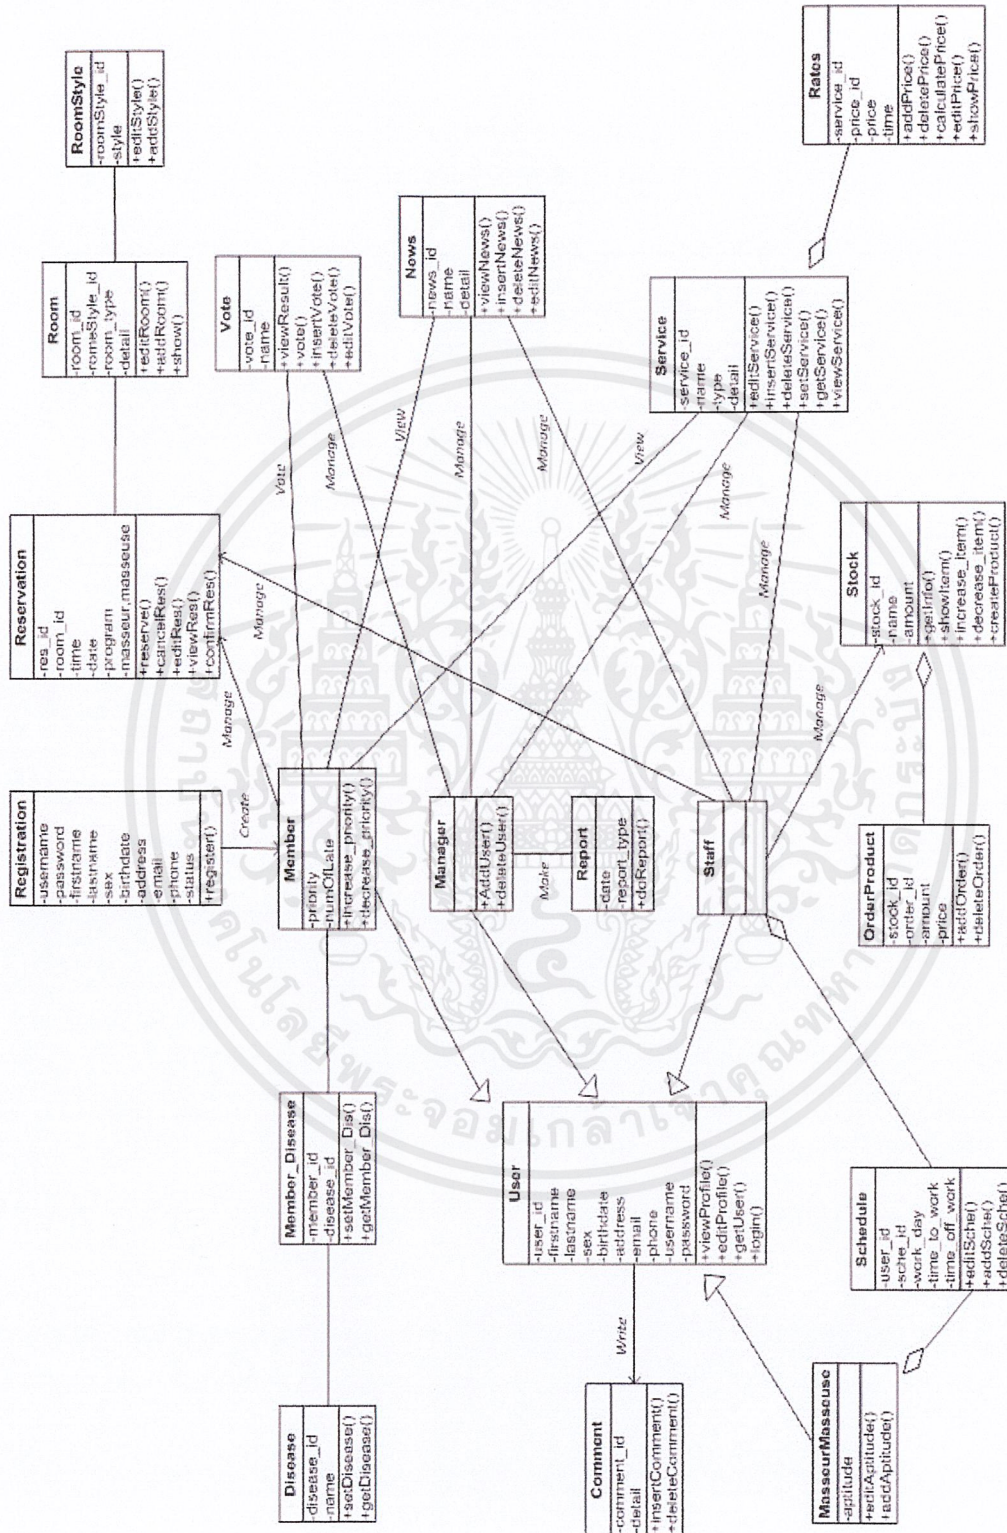 RoomStyle
-roomStyle_id
-style
+editStyle()
+addStyle()
Room
-room_id
-romeStyle_id
-room_type
-detail
+editRoom()
+addRoom()
+show()
Reservation
-res_id
-room_id
-time
-date
-program
-masseur,masseuse
+reserve()
+cancelRes()
+editRes()
+viewRes()
+confirmRes()
Registration
-username
-password
-firstname
-lastname
-sex
-birthdate
-address
-email
-phone
-status
+register()
Create
Manage
Manage
Vote
-vote_id
-name
+viewResult()
+vote()
+insertVote()
+deleteVote()
+editVote()
Vote
Manage
News
-news_id
-name
-detail
+viewNews()
+insertNews()
+deleteNews()
+editNews()
View
Manage
Manage
Member
-priority
-numOfLate
+increase_priority()
+decrease_priority()
Member_Disease
-member_id
-disease_id
+setMember_Dis()
+getMember_Dis()
Disease
-disease_id
-name
+setDisease()
+getDisease()
Manager
+AddUser()
+deleteUser()
Make
Report
-date
-report_type
+doReport()
Service
-service_id
-name
-type
-detail
+editService()
+insertService()
+deleteService()
+setService()
+getService()
+viewService()
View
Manage
Manage
Rates
-service_id
-price_id
-price
-time
+addPrice()
+deletePrice()
+calculatePrice()
+editPrice()
+showPrice()
Staff
Manage
Stock
-stock_id
-name
-amount
+getInfo()
+showItem()
+increase_item()
+decrease_item()
+createProduct()
OrderProduct
-stock_id
-order_id
-amount
-price
+addOrder()
+deleteOrder()
User
-user_id
-firstname
-lastname
-sex
-birthdate
-address
-email
-phone
-username
-password
+viewProfile()
+editProfile()
+getUser()
+login()
Write
Comment
-comment_id
-detail
+insertComment()
+deleteComment()
Schedule
-user_id
-sche_id
-work_day
-time_to_work
-time_off_work
+editSche()
+addSche()
+deleteSche()
MasseurMasseuse
-aptitude
+editAptitude()
+addAptitude()